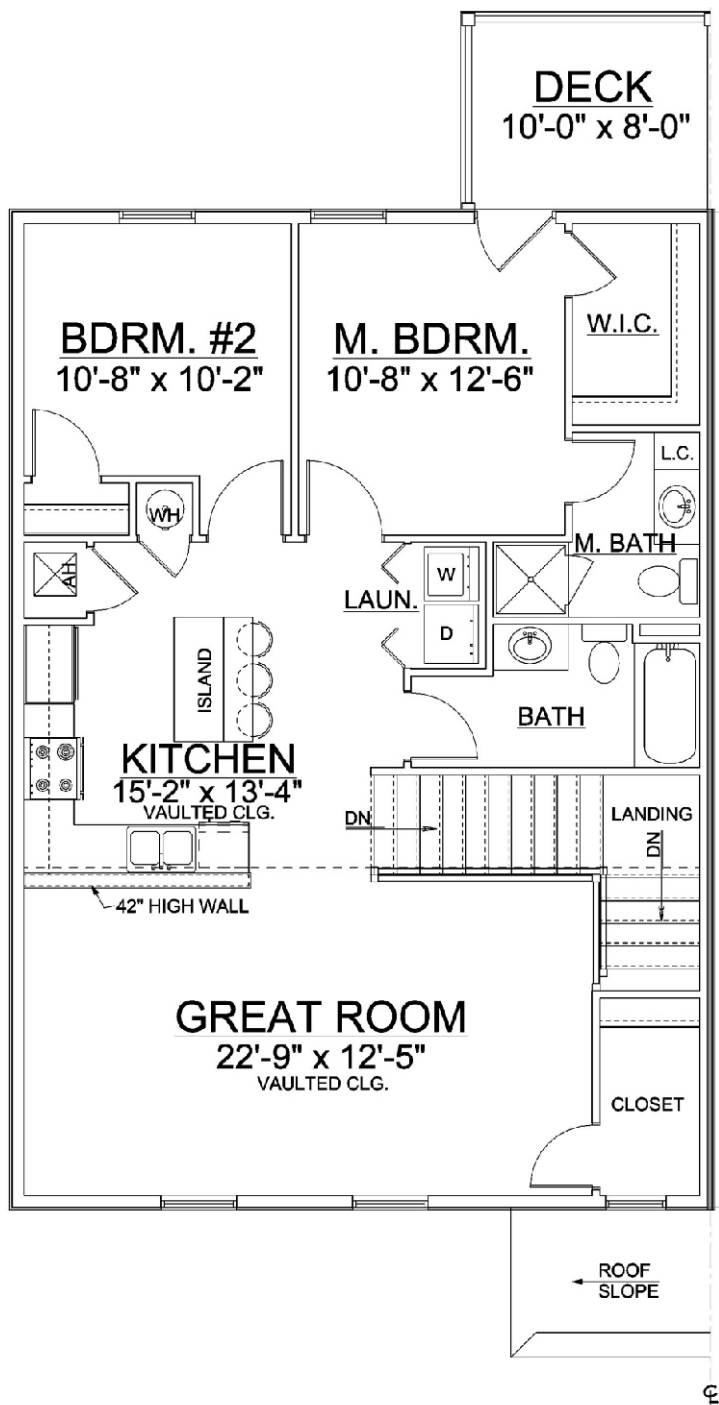 DECK
10'-0" x 8'-0"
BDRM. #2
10'-8" x 10'-2"
M. BDRM.
10'-8" x 12'-6"
W.I.C.
L.C.
WH
M. BATH
AH
W
LAUN.
D
ISLAND
BATH
KITCHEN
15'-2" x 13'-4"
VAULTED CLG.
DN
LANDING
DN
42" HIGH WALL
GREAT ROOM
22'-9" x 12'-5"
VAULTED CLG.
CLOSET
ROOF
SLOPE
℄